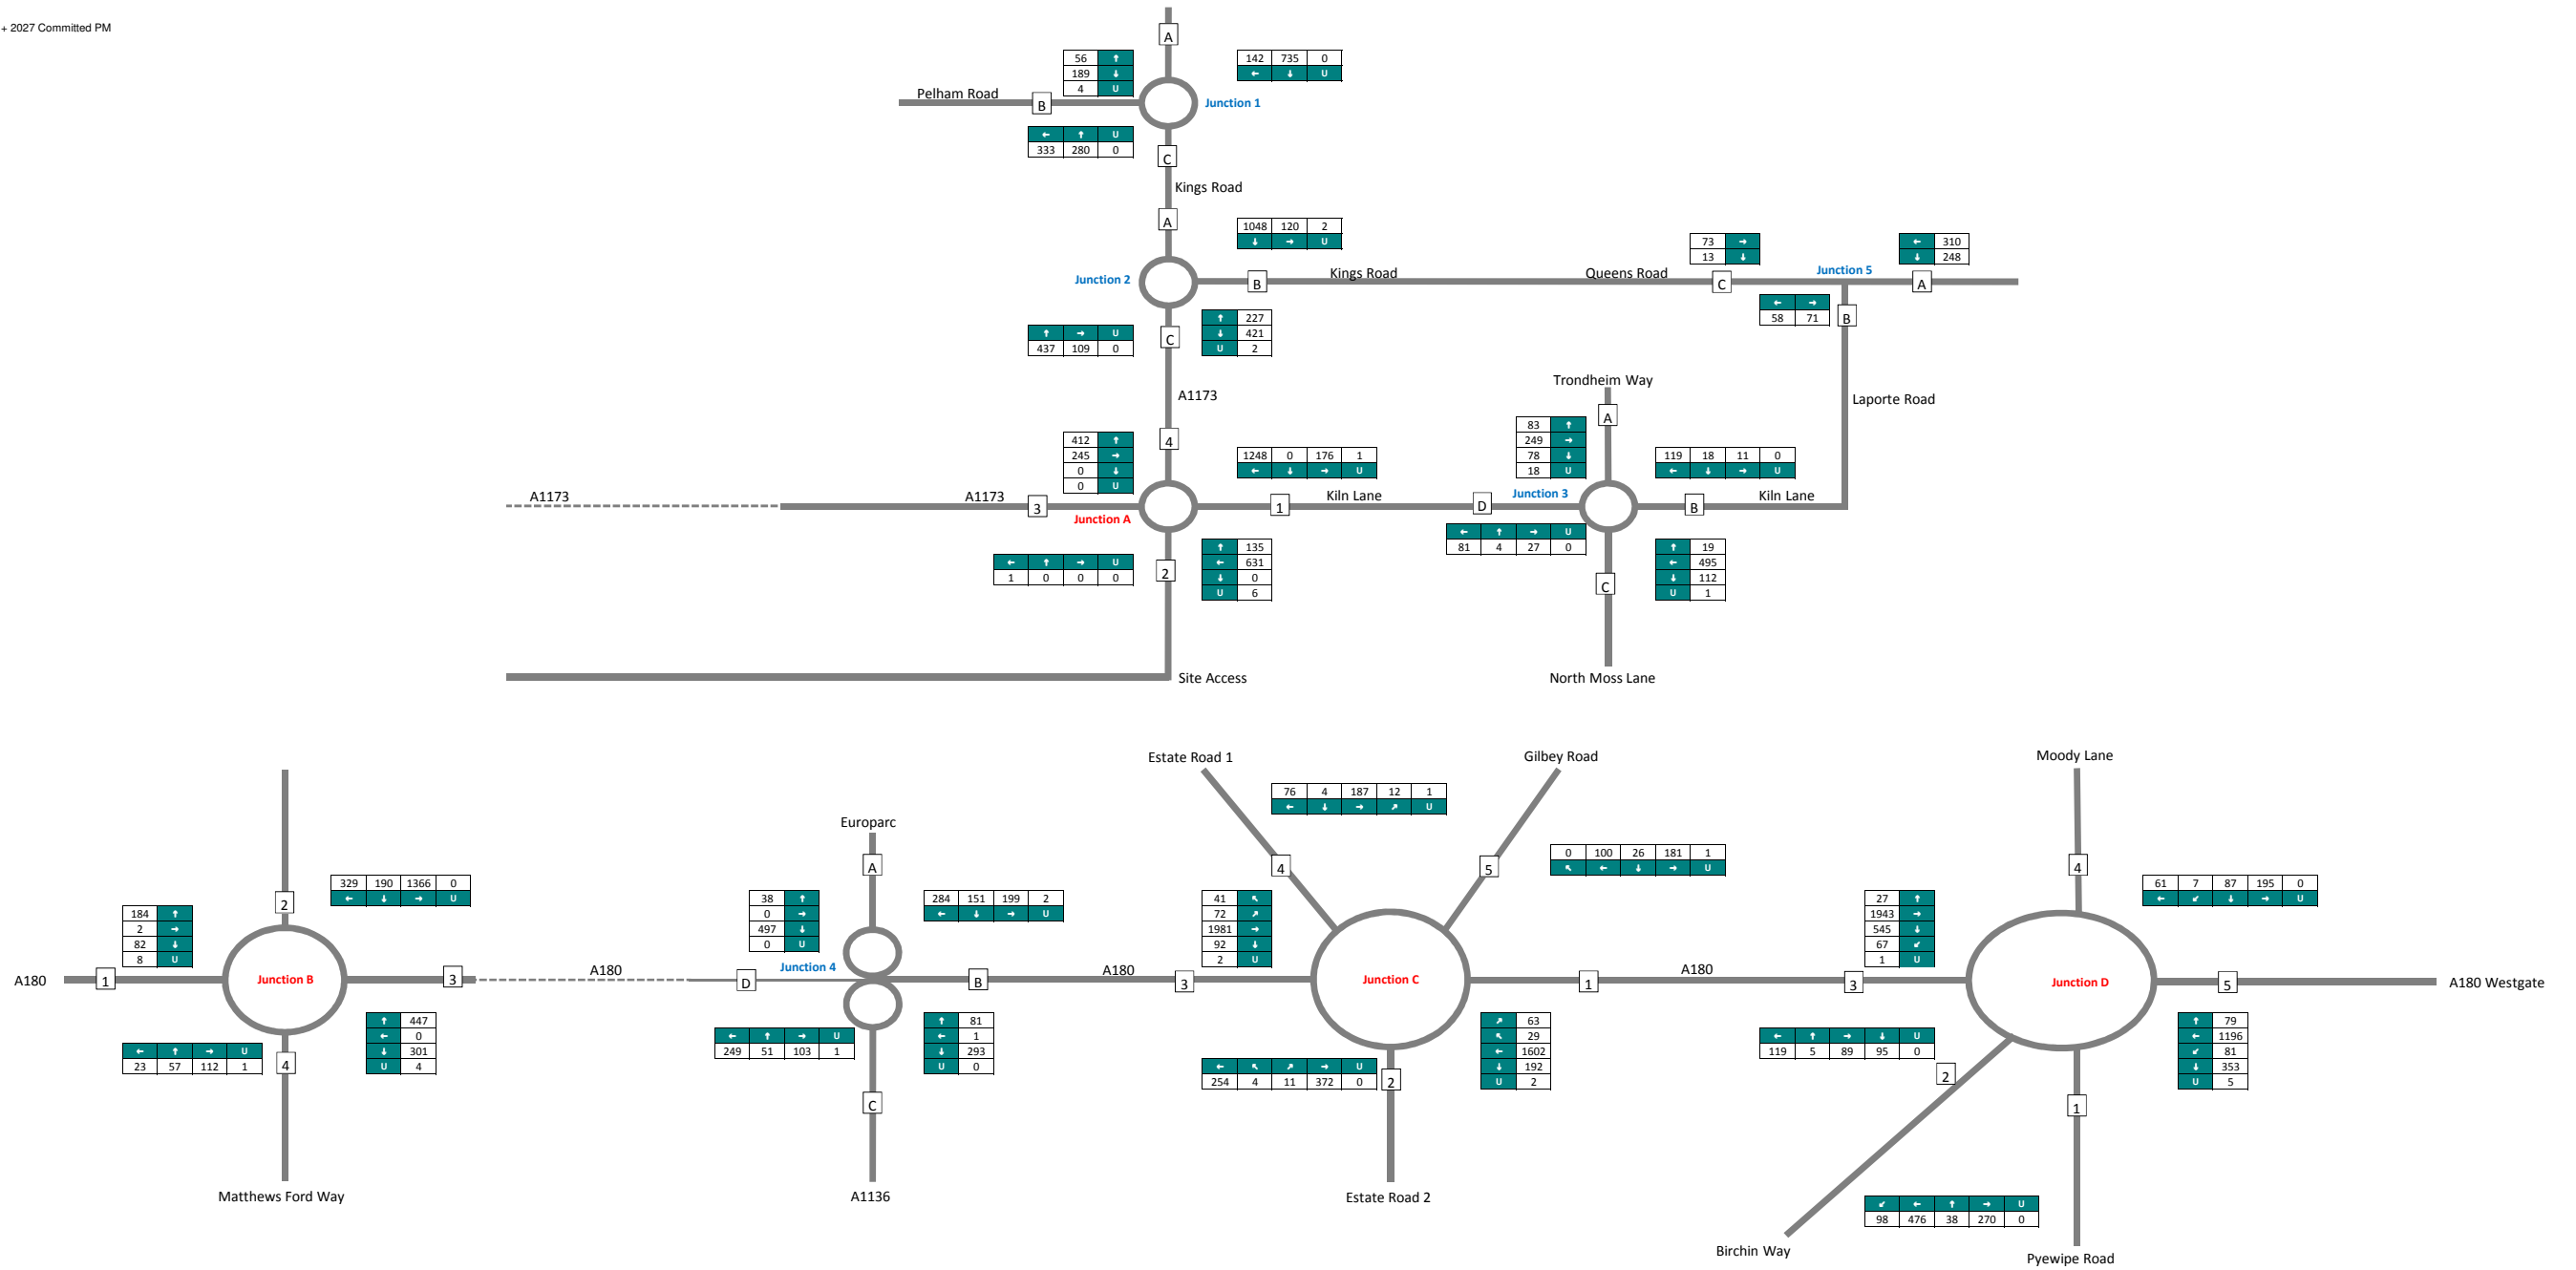 + 2027 Committed PM
A
56 ↑
189 ↓
4 U
142 735 0
← ↓ U
Pelham Road
B
Junction 1
← ↑ U
333 280 0
C
Kings Road
A
1048 120 2
↓ → U
Junction 2
B
Kings Road
Queens Road
73 →
13 ↓
C
Junction 5
← 310
↓ 248
A
← →
58 71
B
↑ → U
437 109 0
C
↑ 227
↓ 421
U 2
A1173
Trondheim Way
Laporte Road
A
412 ↑
245 →
0 ↓
0 U
4
1248 0 176 1
← ↓ → U
83 ↑
249 →
78 ↓
18 U
119 18 11 0
← ↓ → U
A1173
A1173
3
Junction A
1
Kiln Lane
D
Junction 3
B
Kiln Lane
← ↑ → U
81 4 27 0
← ↑ → U
1 0 0 0
2
↑ 135
← 631
↓ 0
U 6
C
↑ 19
← 495
↓ 112
U 1
Site Access
North Moss Lane
Estate Road 1
Gilbey Road
Moody Lane
76 4 187 12 1
← ↓ → ↗ U
Europarc
A
4
5
0 100 26 181 1
↖ ← ↓ → U
4
329 190 1366 0
← ↓ → U
2
184 ↑
2 →
82 ↓
8 U
38 ↑
0 →
497 ↓
0 U
284 151 199 2
← ↓ → U
41 ↖
72 ↗
1981 →
92 ↓
2 U
27 ↑
1943 →
545 ↓
67 ↙
1 U
61 7 87 195 0
← ↙ ↓ → U
A180
1
Junction B
3
A180
D
Junction 4
B
A180
3
Junction C
1
A180
3
Junction D
5
A180 Westgate
← ↑ → U
23 57 112 1
4
↑ 447
← 0
↓ 301
U 4
← ↑ → U
249 51 103 1
↑ 81
← 1
↓ 293
U 0
C
← ↖ ↗ → U
254 4 11 372 0
2
↗ 63
↖ 29
← 1602
↓ 192
U 2
← ↑ → ↓ U
119 5 89 95 0
2
1
↑ 79
← 1196
↙ 81
↓ 353
U 5
Matthews Ford Way
A1136
Estate Road 2
↙ ← ↑ → U
98 476 38 270 0
Birchin Way
Pyewipe Road